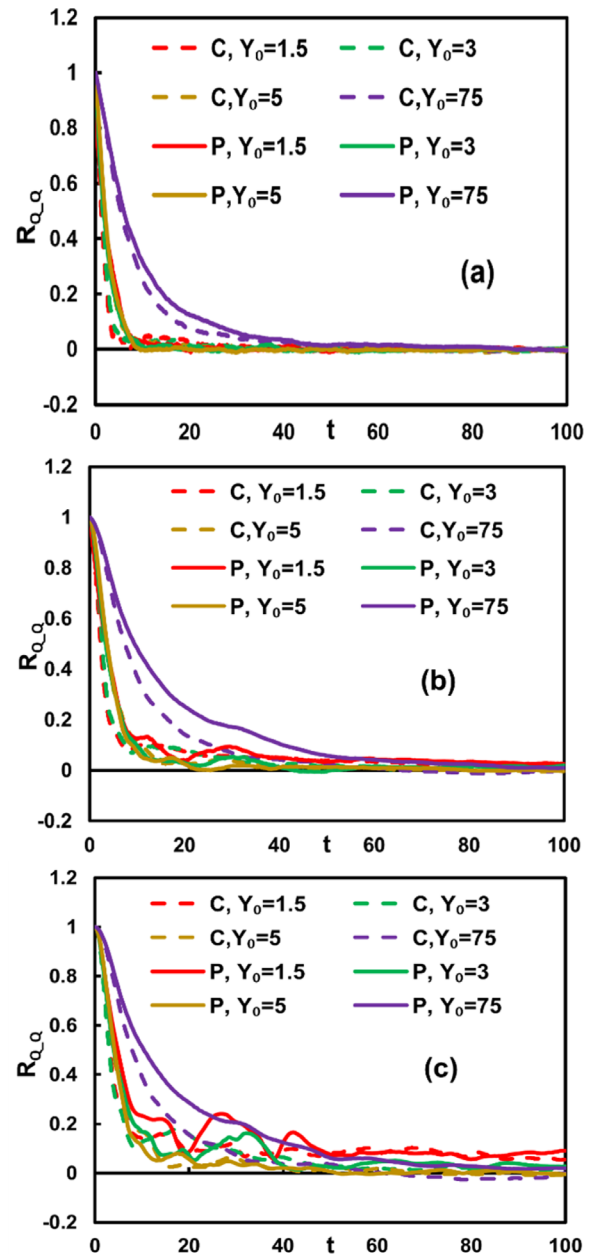 1.2
C, Y₀=1.5 C, Y₀=3
1
C,Y₀=5 C,Y₀=75
0.8
P, Y₀=1.5 P, Y₀=3
0.6
P,Y₀=5 P, Y₀=75
R_Q_Q
0.4
(a)
0.2
0
-0.2
0 20 t 40 60 80 100
1.2
C, Y₀=1.5 C, Y₀=3
1
C,Y₀=5 C,Y₀=75
0.8
P, Y₀=1.5 P, Y₀=3
0.6
P, Y₀=5 P, Y₀=75
R_Q_Q
0.4
(b)
0.2
0
-0.2
0 20 40 t 60 80 100
1.2
C, Y₀=1.5 C, Y₀=3
1
C,Y₀=5 C,Y₀=75
0.8
P, Y₀=1.5 P, Y₀=3
0.6
P, Y₀=5 P, Y₀=75
R_Q_Q
0.4
(c)
0.2
0
-0.2
0 20 40 t 60 80 100